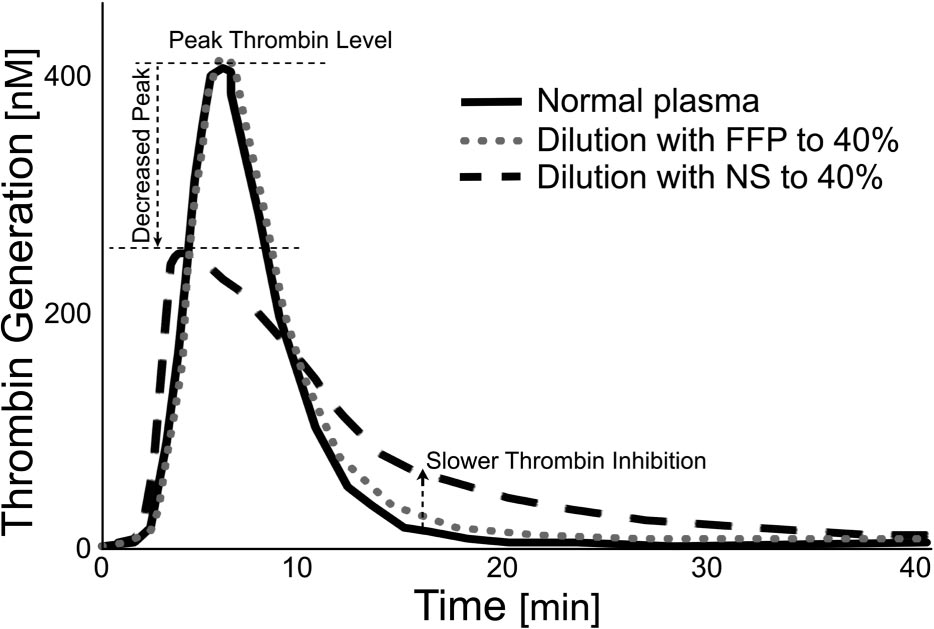 Peak Thrombin Level
Decreased Peak
Thrombin Generation [nM]
400
200
0
Normal plasma
Dilution with FFP to 40%
Dilution with NS to 40%
Slower Thrombin Inhibition
0
10
20
30
40
Time [min]